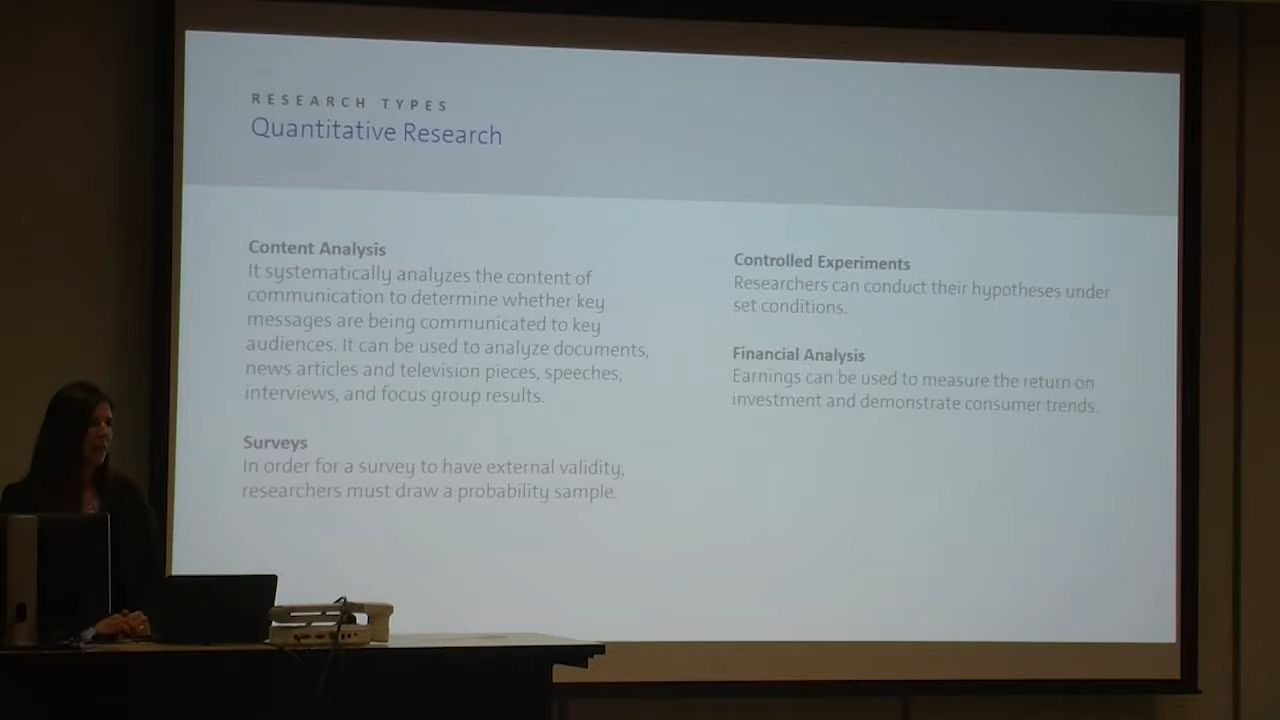 RESEARCH TYPES
Quantitative Research
Content Analysis
It systematically analyzes the content of
communication to determine whether key
messages are being communicated to key
audiences. It can be used to analyze documents,
news articles and television pieces, speeches,
interviews, and focus group results.
Surveys
In order for a survey to have external validity,
researchers must draw a probability sample.
Controlled Experiments
Researchers can conduct their hypotheses under
set conditions.
Financial Analysis
Earnings can be used to measure the return on
investment and demonstrate consumer trends.